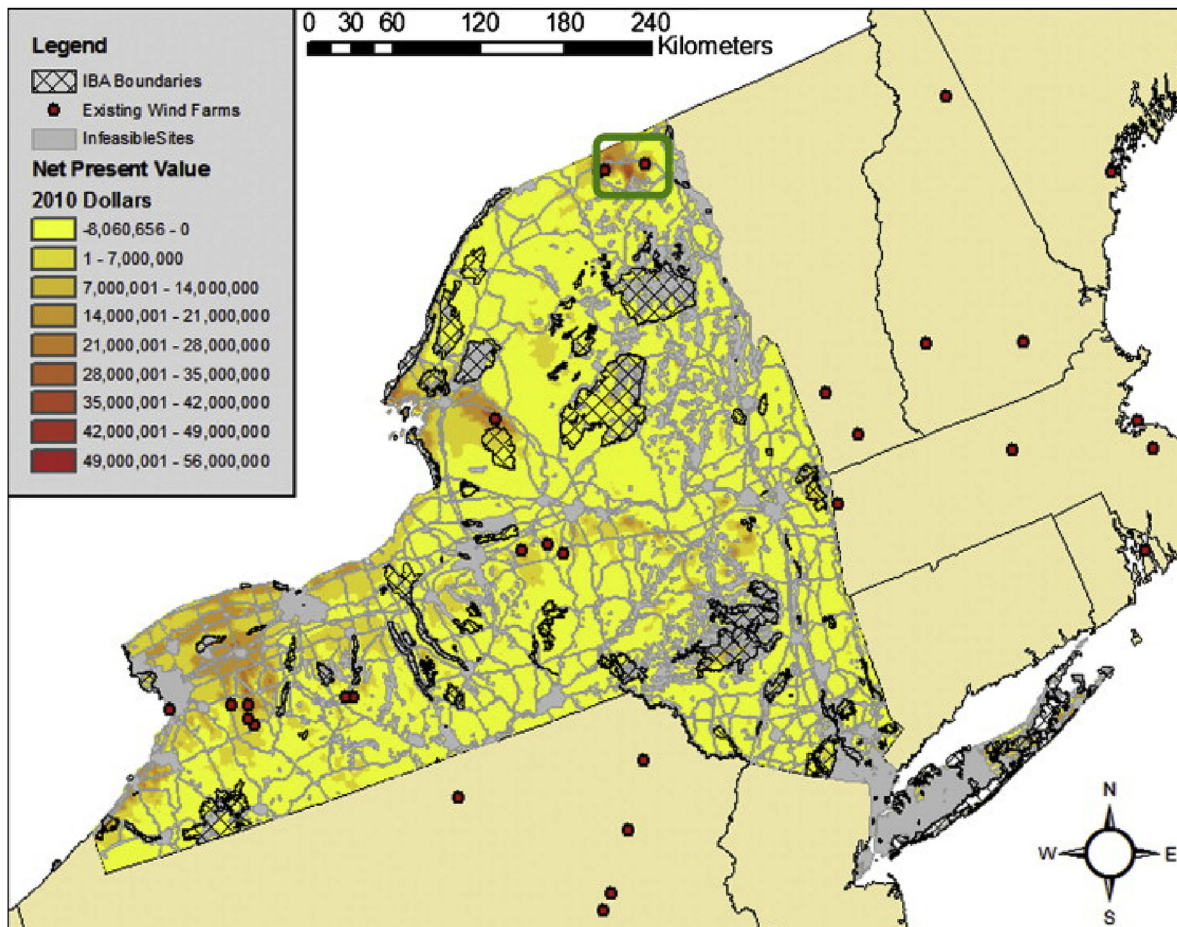 Legend
IBA Boundaries
Existing Wind Farms
InfeasibleSites
Net Present Value
2010 Dollars
-8,060,656 - 0
1 - 7,000,000
7,000,001 - 14,000,000
14,000,001 - 21,000,000
21,000,001 - 28,000,000
28,000,001 - 35,000,000
35,000,001 - 42,000,000
42,000,001 - 49,000,000
49,000,001 - 56,000,000
0 30 60 120 180 240
Kilometers
N
W E
S